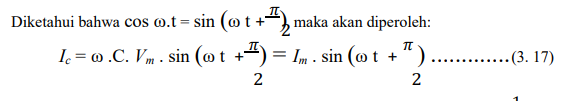 Diketahui bahwa cos ω.t = sin (ω t + π/2) maka akan diperoleh:
I_c = ω .C. V_m . sin (ω t + π/2) = I_m . sin (ω t + π/2) .............(3. 17)